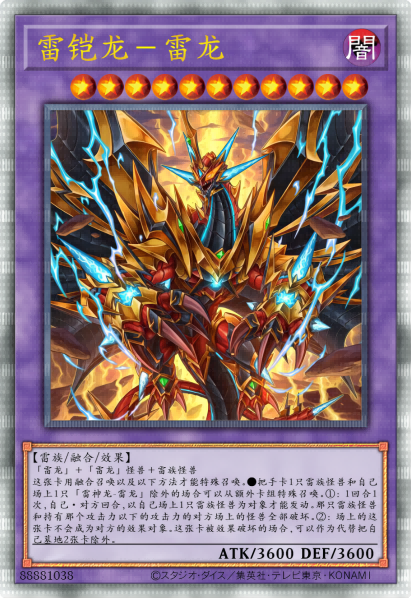 雷铠龙－雷龙
闇
【雷族/融合/效果】
「雷龙」＋「雷龙」怪兽＋雷族怪兽
这张卡用融合召唤以及以下方法才能特殊召唤。●把手卡1只雷族怪兽和自己
场上1只「雷神龙-雷龙」除外的场合可以从额外卡组特殊召唤。①：1回合1
次，自己·对方回合，以自己场上1只雷族怪兽为对象才能发动。那只雷族怪兽
和持有那个攻击力以下的攻击力的对方场上的怪兽全部破坏。②：场上的这
张卡不会成为对方的效果对象。这张卡被效果破坏的场合，可以作为代替把自
己墓地2张卡除外。
ATK/3600 DEF/3600
88881038
©スタジオ·ダイス／集英社·テレビ東京·KONAMI